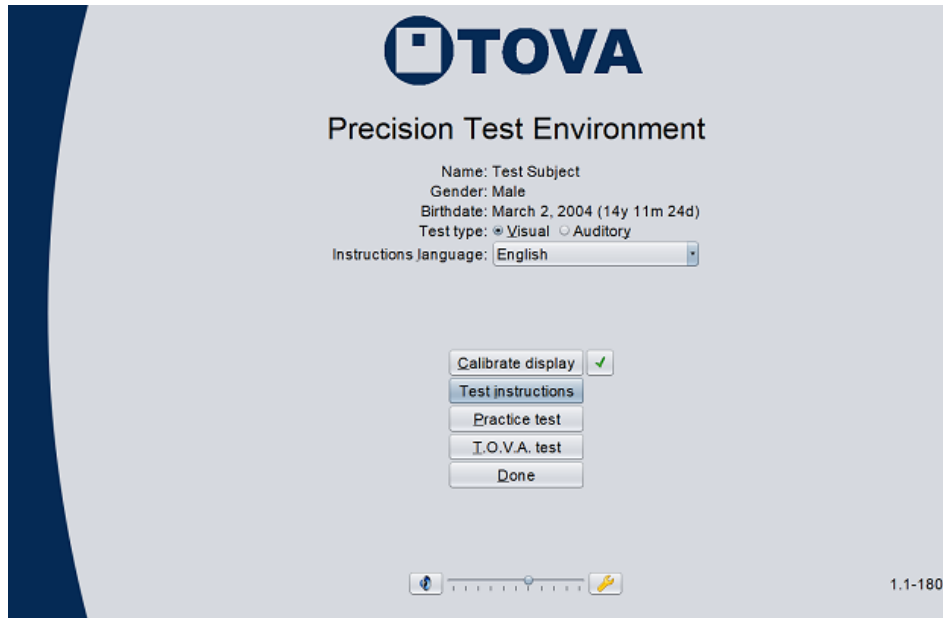 TOVA
Precision Test Environment
Name: Test Subject
Gender: Male
Birthdate: March 2, 2004 (14y 11m 24d)
Test type: Visual Auditory
Instructions language: English
Calibrate display
Test instructions
Practice test
T.O.V.A. test
Done
1.1-180